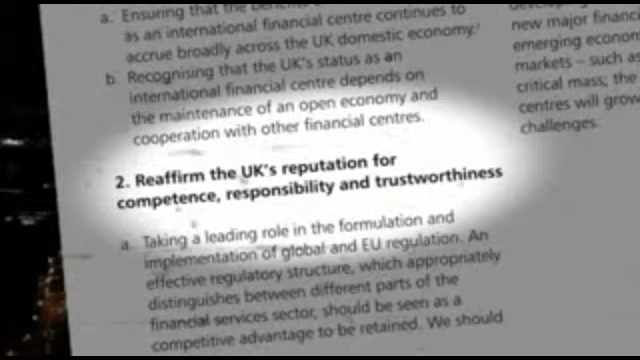 a. Ensuring that the benefits
as an international financial centre continues to
accrue broadly across the UK domestic economy.
b. Recognising that the UK's status as an
international financial centre depends on
the maintenance of an open economy and
cooperation with other financial centres.
2. Reaffirm the UK's reputation for
competence, responsibility and trustworthiness
a. Taking a leading role in the formulation and
implementation of global and EU regulation. An
effective regulatory structure, which appropriately
distinguishes between different parts of the
financial services sector, should be seen as a
competitive advantage to be retained. We should
new major financ
emerging econom
markets – such as
critical mass; the
centres will grow
challenges.